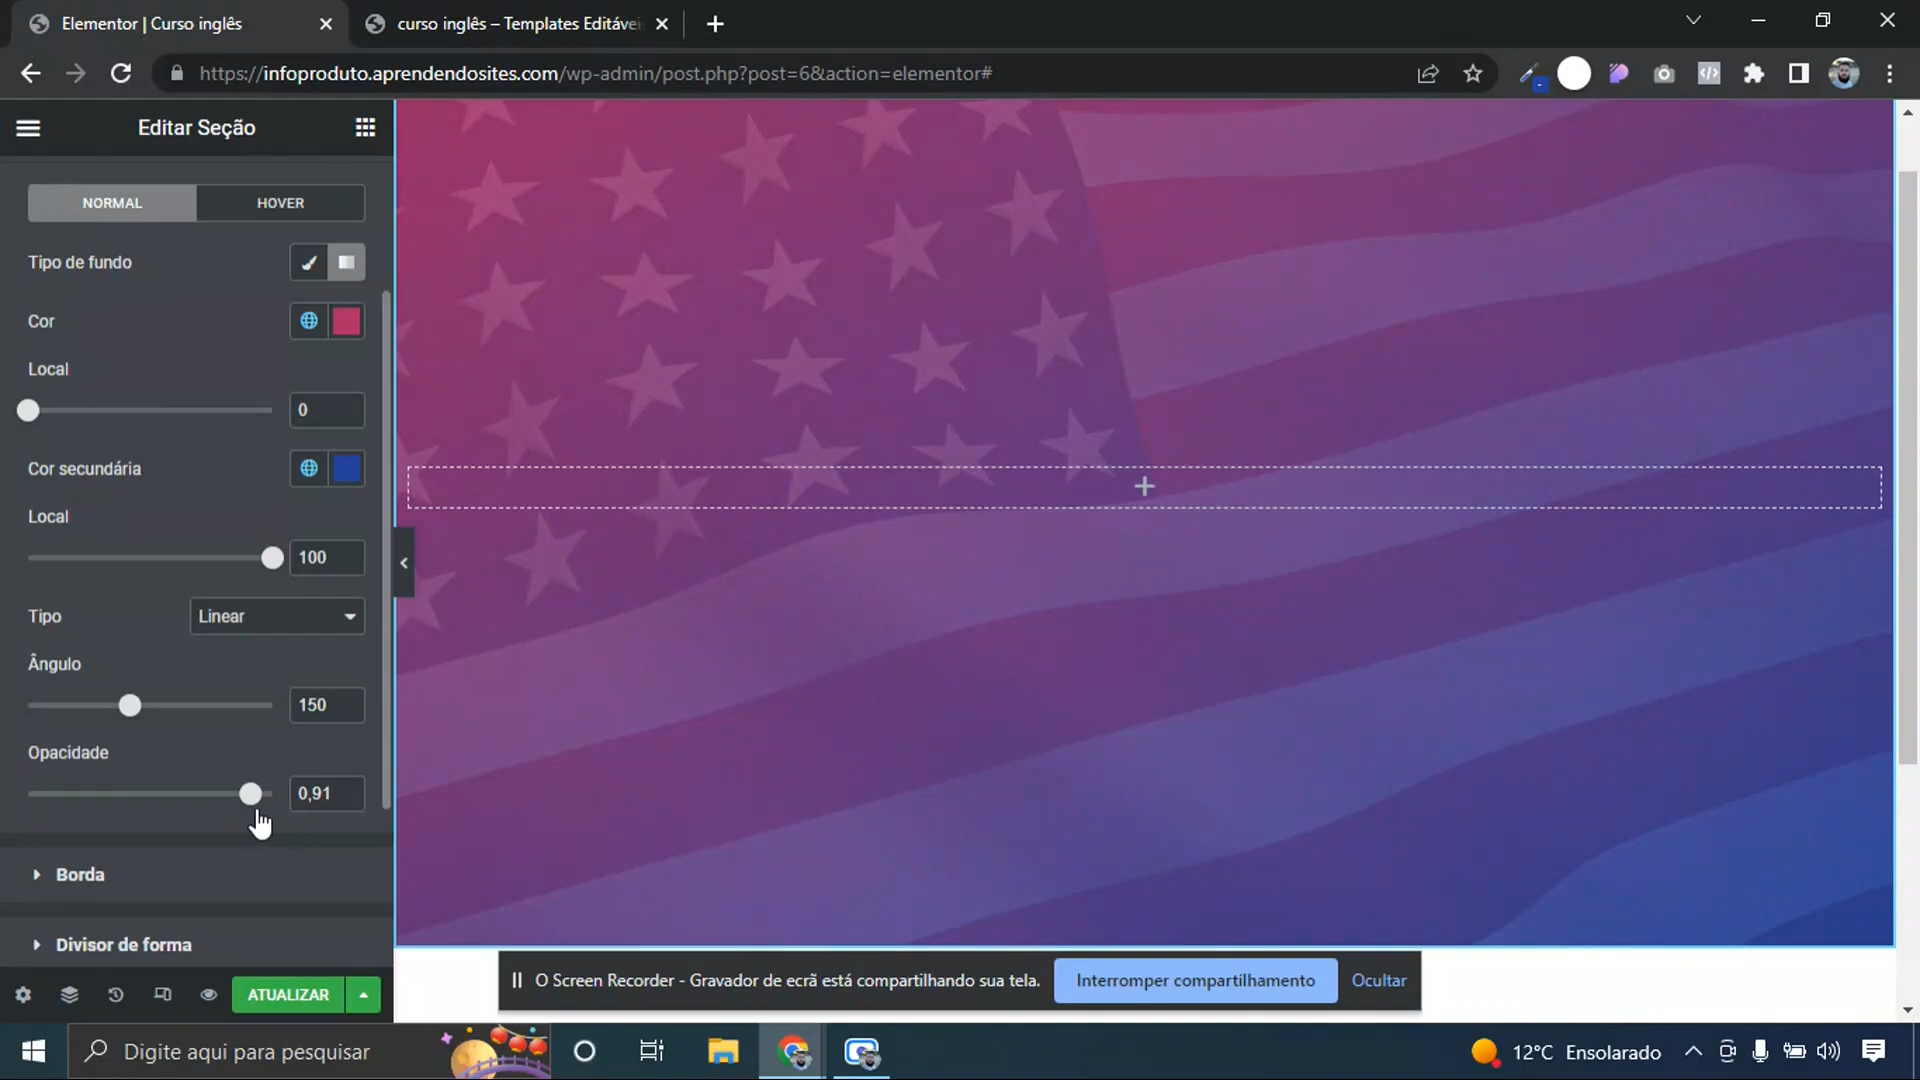 Elementor | Curso inglês
curso inglês – Templates Editávei
https://infoproduto.aprendendosites.com/wp-admin/post.php?post=6&action=elementor#
Editar Seção
NORMAL
HOVER
Tipo de fundo
Cor
Local
0
Cor secundária
Local
100
Tipo
Linear
Ângulo
150
Opacidade
0,91
Borda
Divisor de forma
ATUALIZAR
O Screen Recorder - Gravador de ecrã está compartilhando sua tela.
Interromper compartilhamento
Ocultar
Digite aqui para pesquisar
12°C Ensolarado